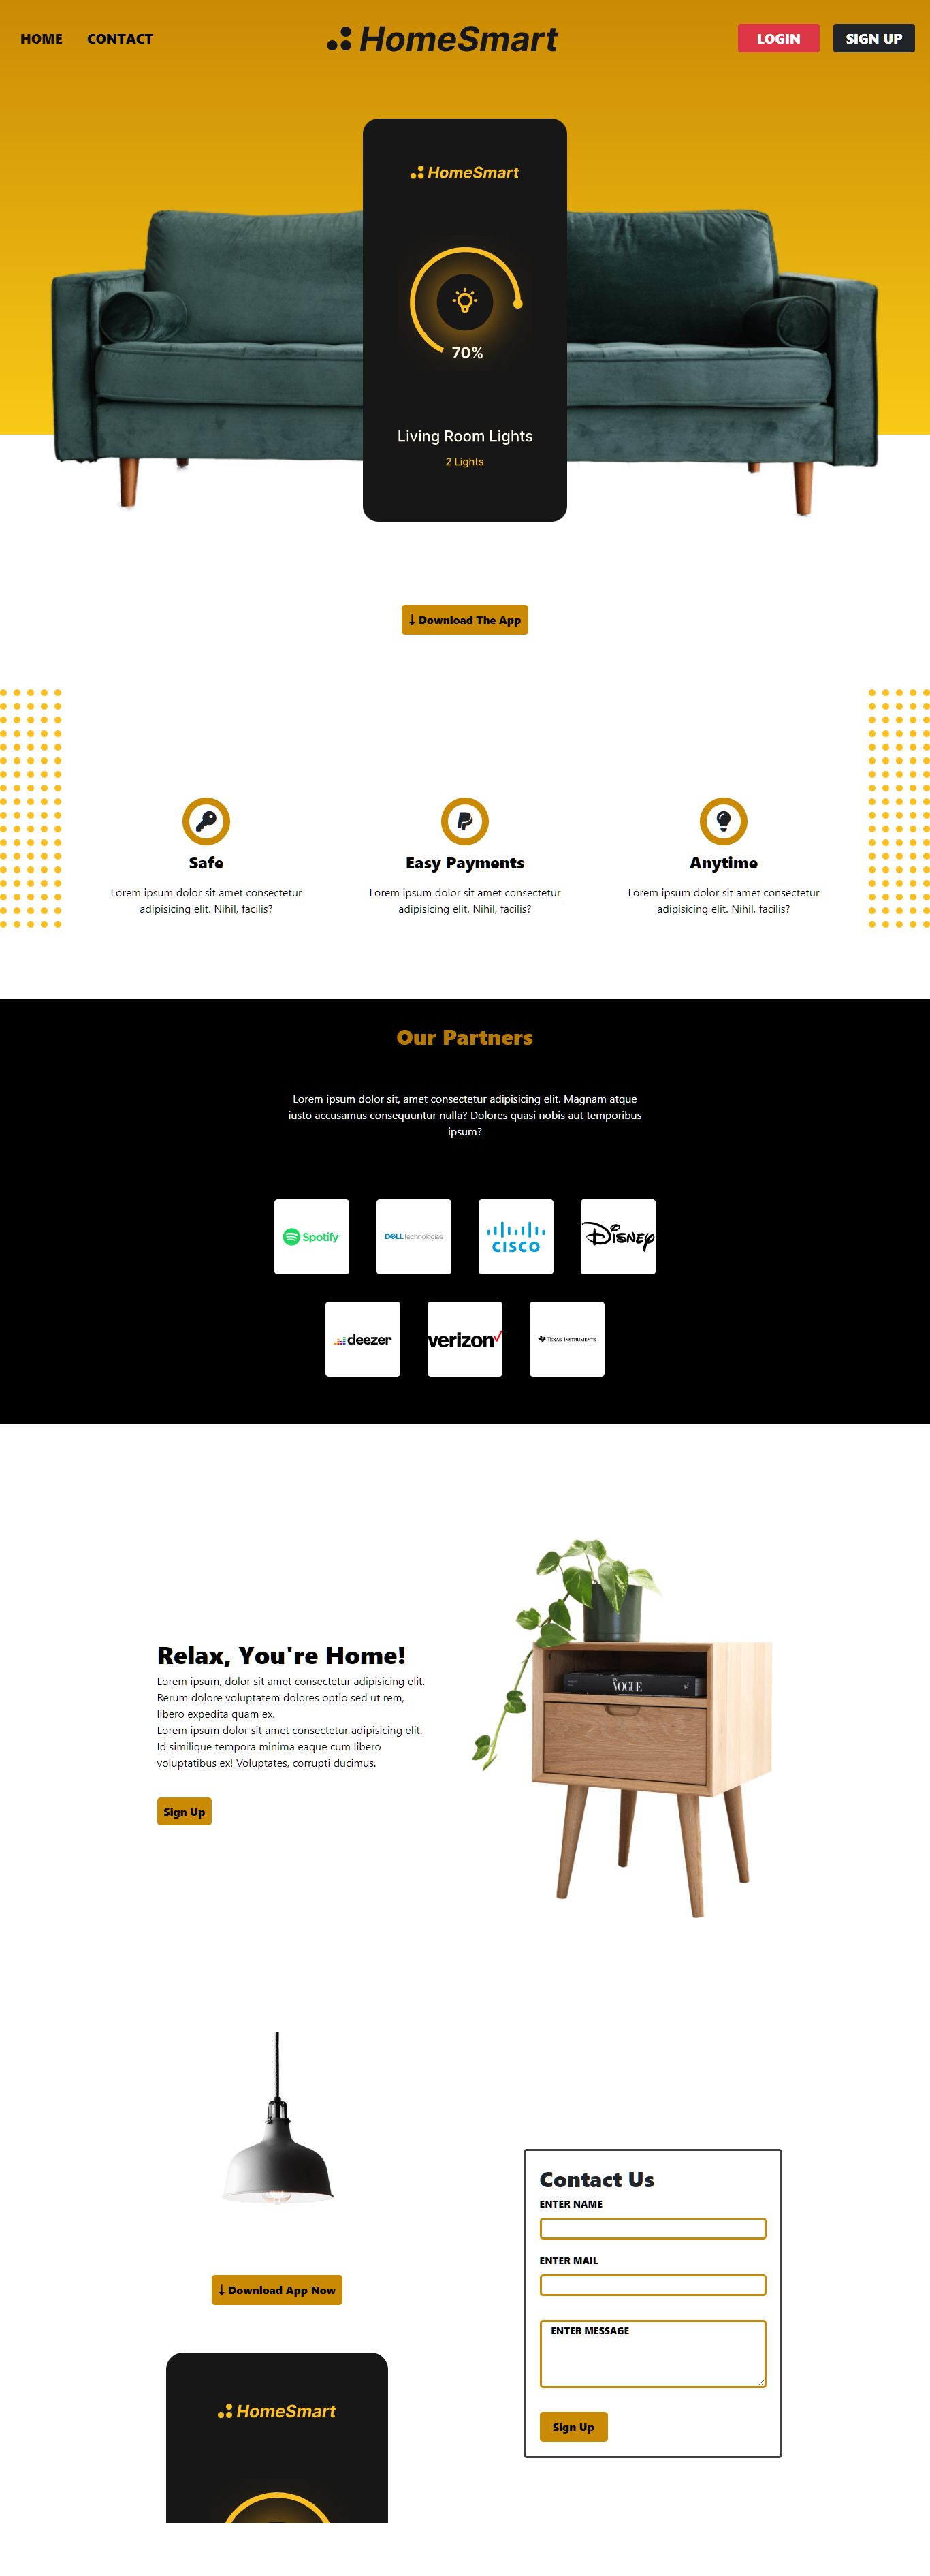 HOME
CONTACT
HomeSmart
LOGIN
SIGN UP
HomeSmart
70%
Living Room Lights
2 Lights
↓ Download The App
Safe
Lorem ipsum dolor sit amet consectetur
adipisicing elit. Nihil, facilis?
Easy Payments
Lorem ipsum dolor sit amet consectetur
adipisicing elit. Nihil, facilis?
Anytime
Lorem ipsum dolor sit amet consectetur
adipisicing elit. Nihil, facilis?
Our Partners
Lorem ipsum dolor sit, amet consectetur adipisicing elit. Magnam atque
iusto accusamus consequuntur nulla? Dolores quasi nobis aut temporibus
ipsum?
Spotify
DELL Technologies
CISCO
Disney
deezer
verizon✓
TEXAS INSTRUMENTS
Relax, You're Home!
Lorem ipsum, dolor sit amet consectetur adipisicing elit.
Rerum dolore voluptatem dolores optio sed ut rem,
libero expedita quam ex.
Lorem ipsum dolor sit amet consectetur adipisicing elit.
Id similique tempora minima eaque cum libero
voluptatibus ex! Voluptates, corrupti ducimus.
Sign Up
VOGUE
↓ Download App Now
HomeSmart
Contact Us
ENTER NAME
ENTER MAIL
ENTER MESSAGE
Sign Up